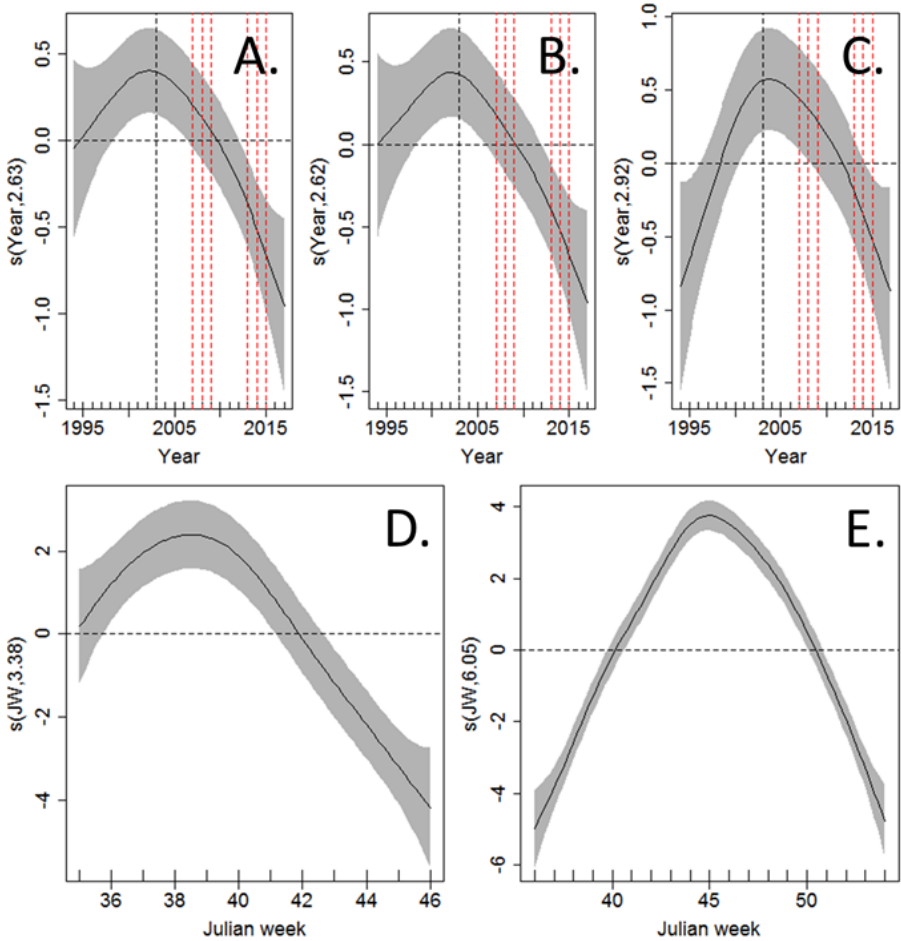 A.
s(Year,2.63)
0.5
0.0
-0.5
-1.0
-1.5
1995 2005 2015
Year
B.
s(Year,2.62)
0.5
0.0
-0.5
-1.0
-1.5
1995 2005 2015
Year
C.
s(Year,2.92)
1.0
0.5
0.0
-0.5
-1.0
-1.5
1995 2005 2015
Year
D.
s(JW,3.38)
2
0
-2
-4
36 38 40 42 44 46
Julian week
E.
s(JW,6.05)
4
2
0
-2
-4
-6
40 45 50
Julian week